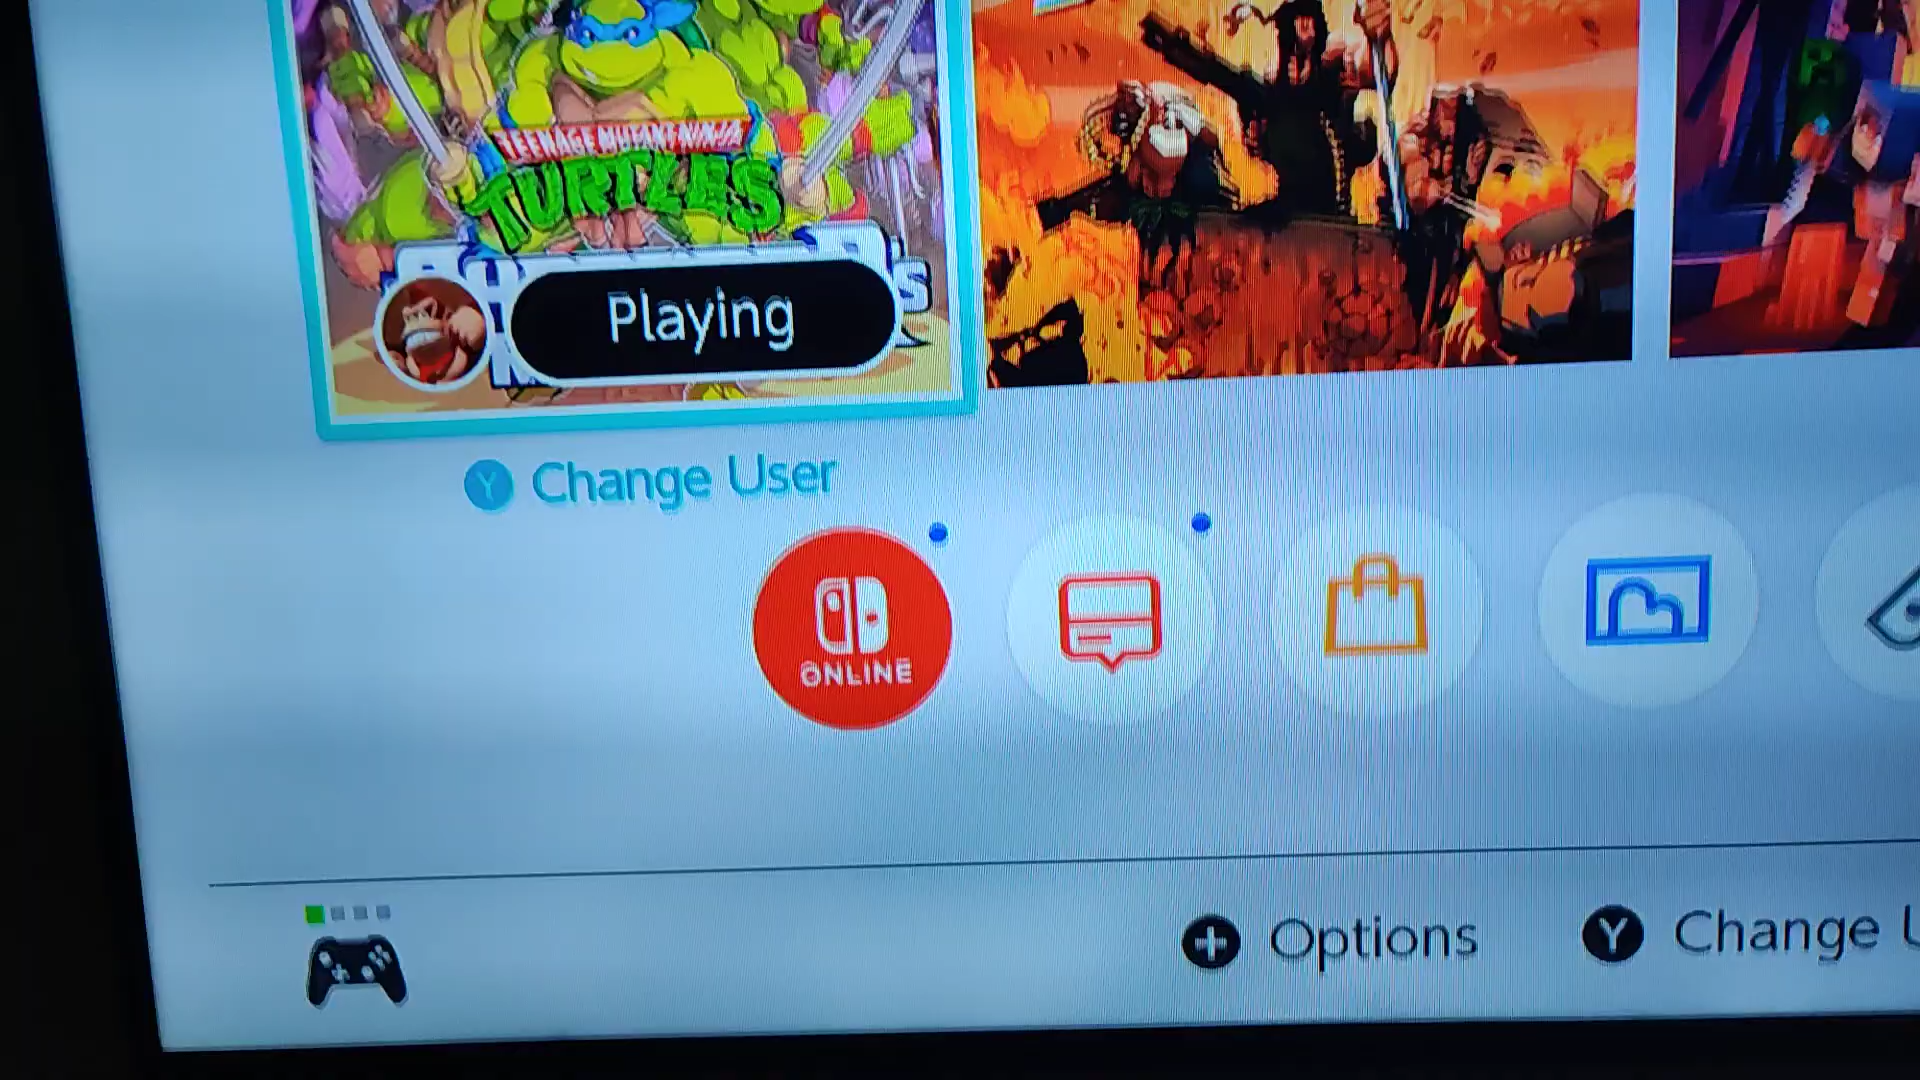 TEENAGE MUTANT NINJA
TURTLES
Playing
Y Change User
ONLINE
Options
Y Change